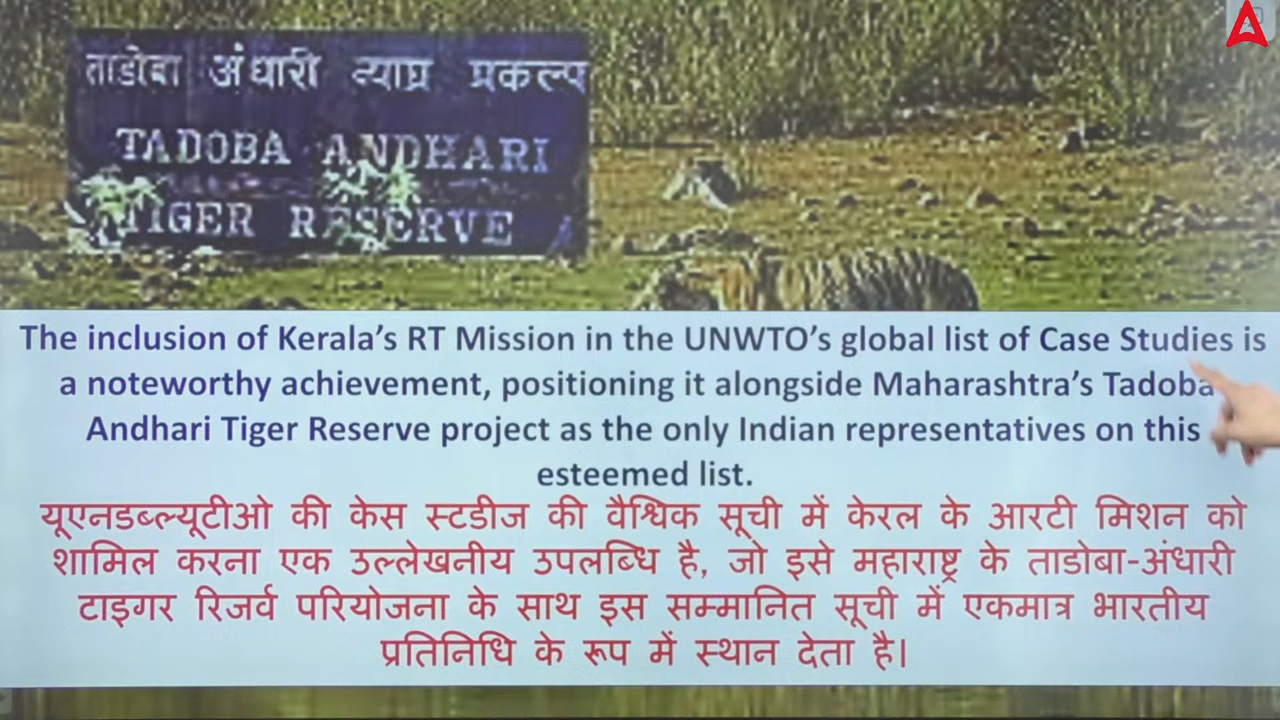 ताडोबा अंधारी व्याघ्र प्रकल्प
TADOBA ANDHARI
TIGER RESERVE
The inclusion of Kerala's RT Mission in the UNWTO's global list of Case Studies is
a noteworthy achievement, positioning it alongside Maharashtra's Tadoba
Andhari Tiger Reserve project as the only Indian representatives on this
esteemed list.
यूएनडब्ल्यूटीओ की केस स्टडीज की वैश्विक सूची में केरल के आरटी मिशन को
शामिल करना एक उल्लेखनीय उपलब्धि है, जो इसे महाराष्ट्र के ताडोबा-अंधारी
टाइगर रिजर्व परियोजना के साथ इस सम्मानित सूची में एकमात्र भारतीय
प्रतिनिधि के रूप में स्थान देता है।